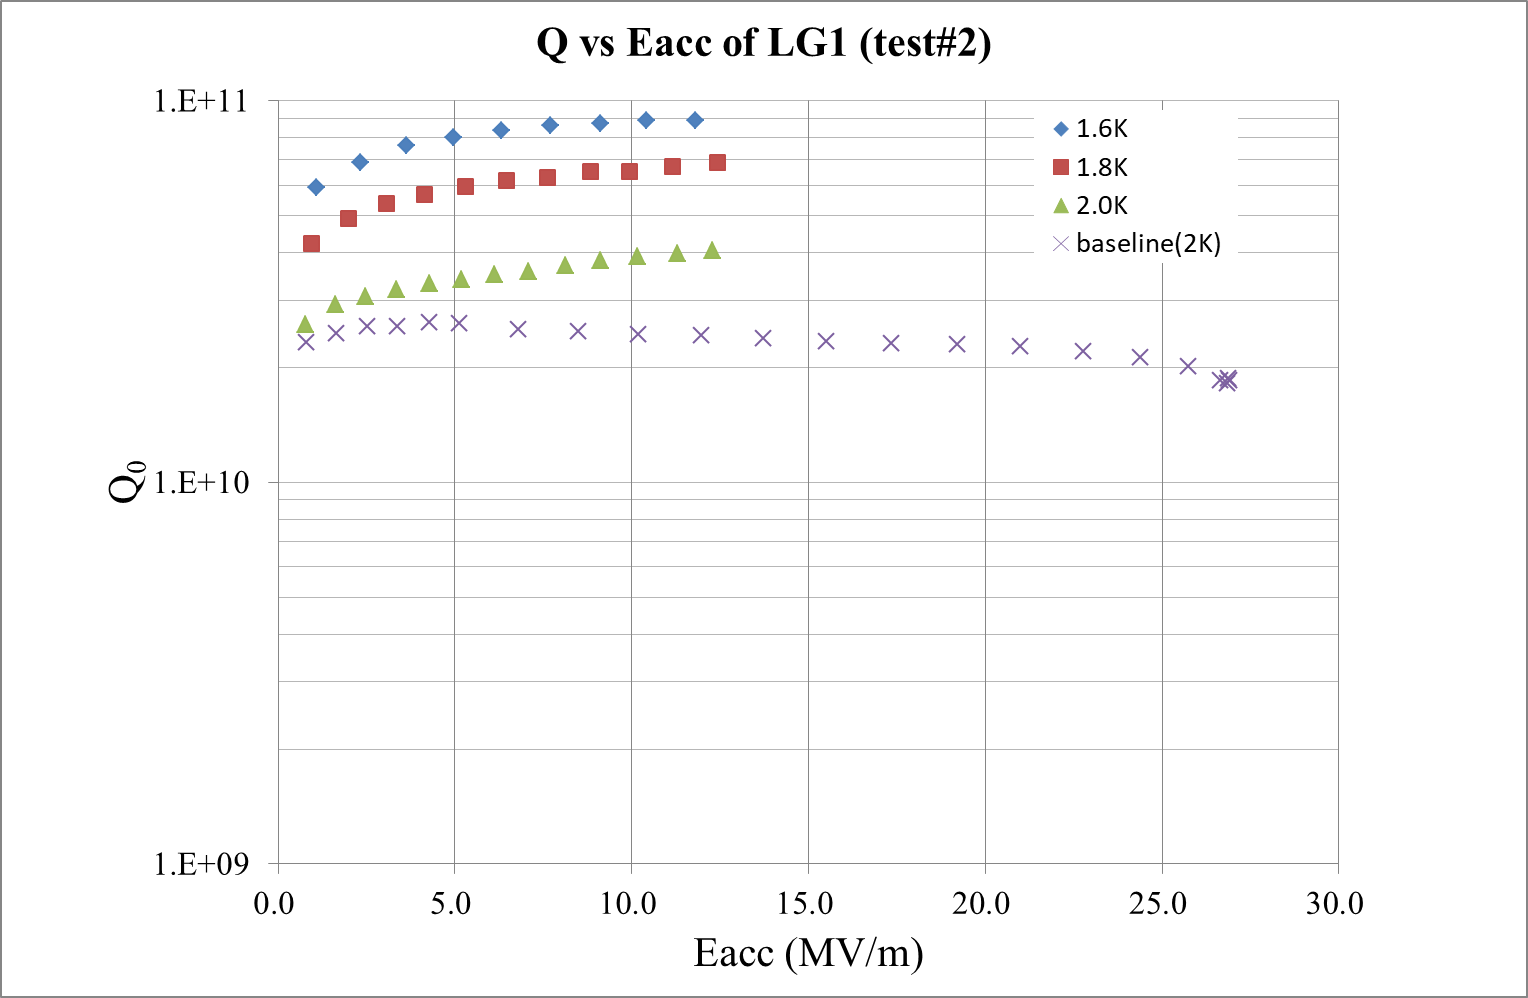 Q vs Eacc of LG1 (test#2)
1.E+11
1.6K
1.8K
2.0K
baseline(2K)
Q0
1.E+10
1.E+09
0.0 5.0 10.0 15.0 20.0 25.0 30.0
Eacc (MV/m)